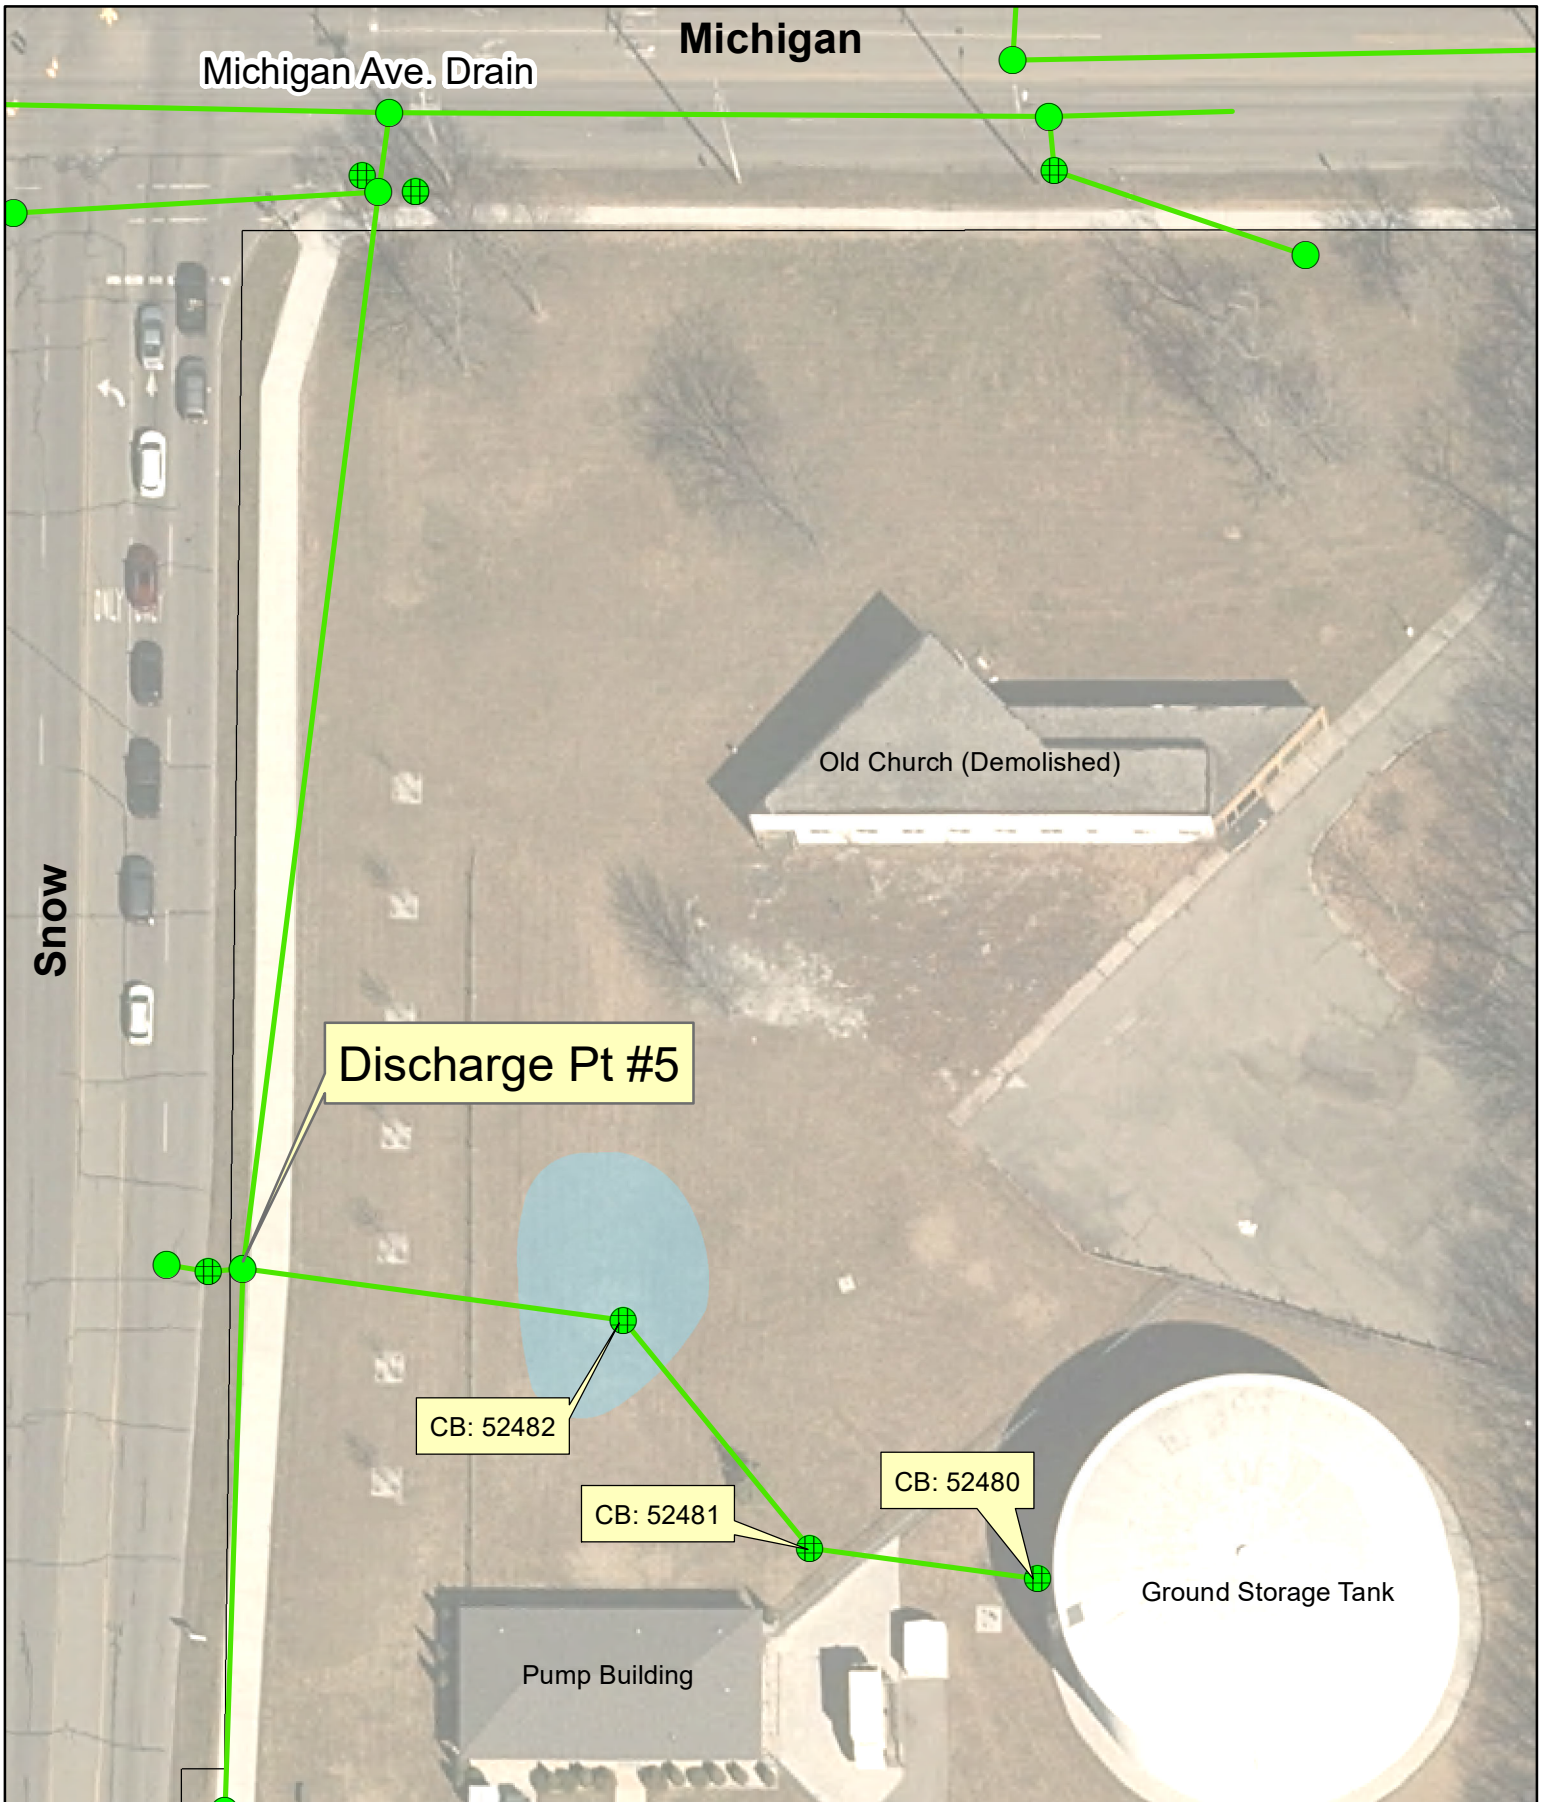 Michigan
Michigan Ave. Drain
Old Church (Demolished)
Snow
Discharge Pt #5
CB: 52482
CB: 52480
CB: 52481
Ground Storage Tank
Pump Building